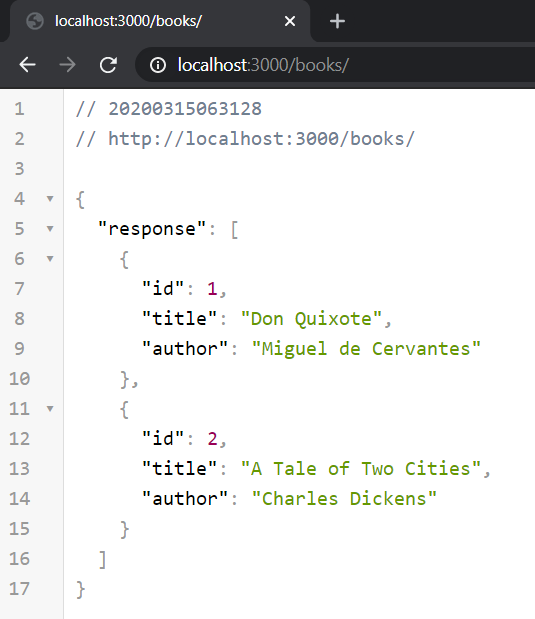 localhost:3000/books/
localhost:3000/books/
1 // 20200315063128
2 // http://localhost:3000/books/
3
4 {
5 "response": [
6 {
7 "id": 1,
8 "title": "Don Quixote",
9 "author": "Miguel de Cervantes"
10 },
11 {
12 "id": 2,
13 "title": "A Tale of Two Cities",
14 "author": "Charles Dickens"
15 }
16 ]
17 }